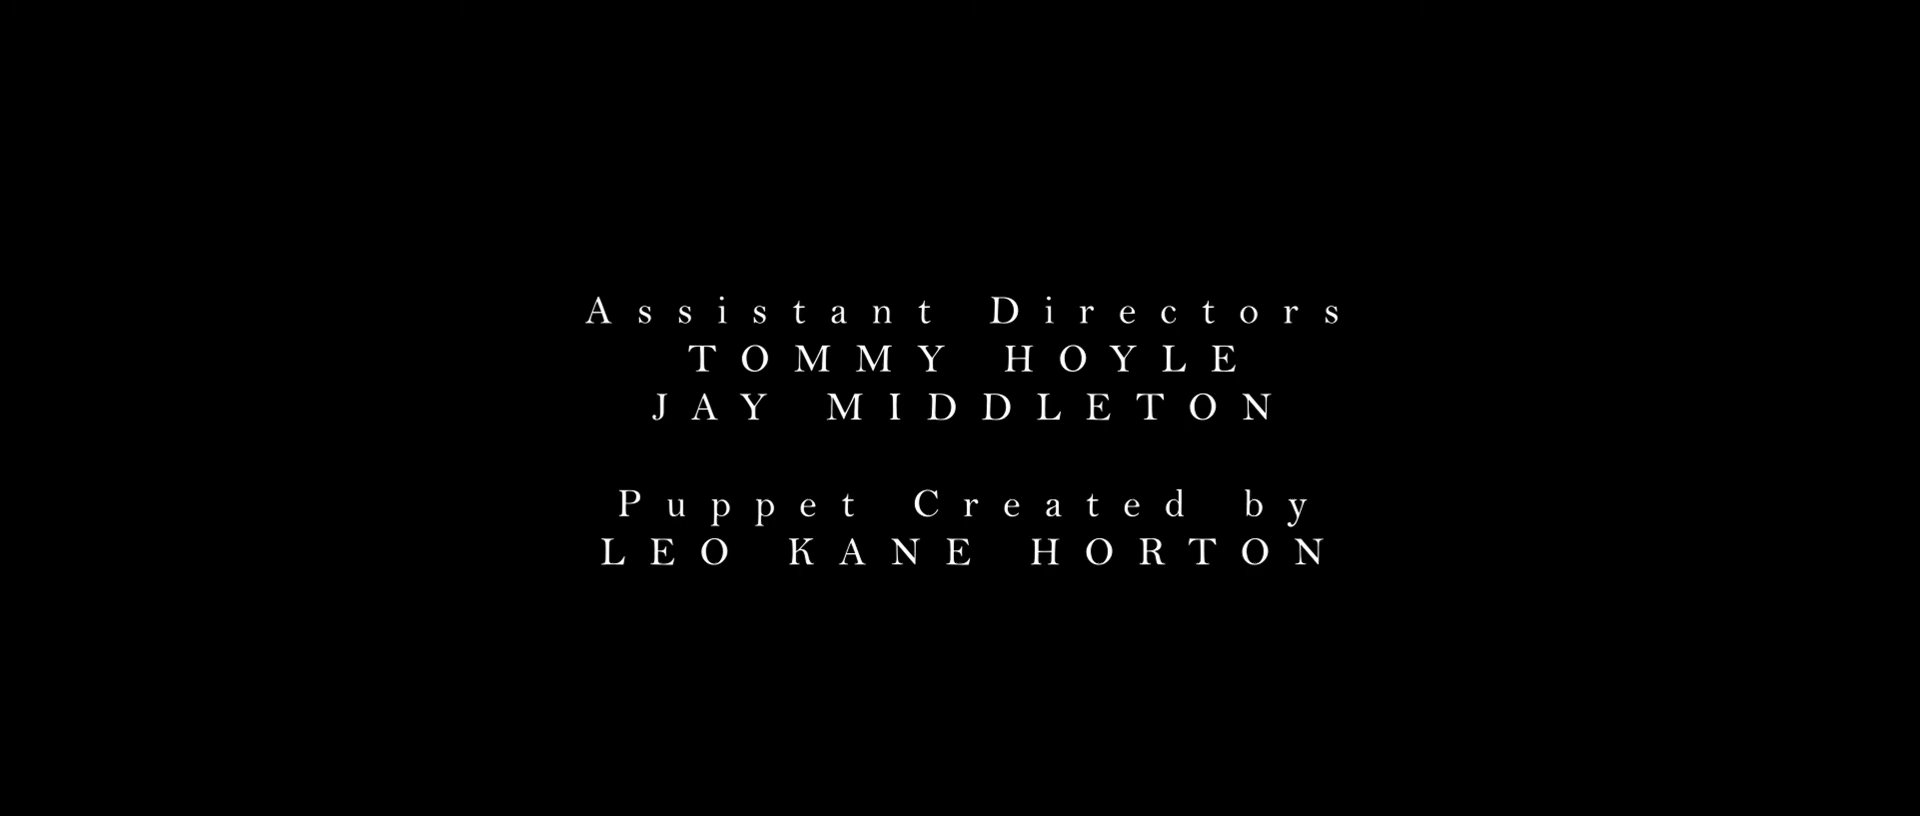 Assistant Directors
TOMMY HOYLE
JAY MIDDLETON
Puppet Created by
LEO KANE HORTON